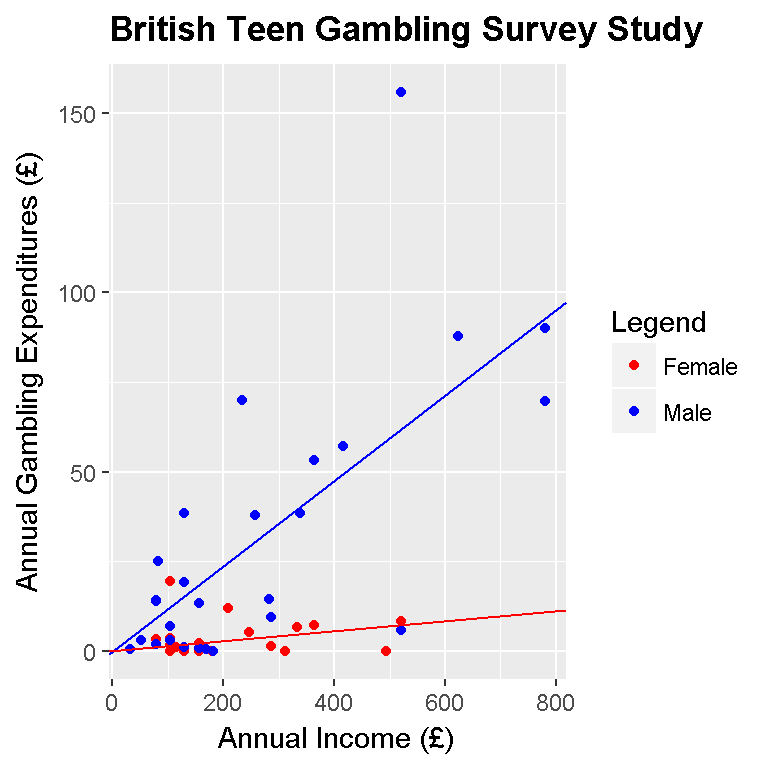 British Teen Gambling Survey Study
Annual Gambling Expenditures (£)
150
100
50
0
0 200 400 600 800
Annual Income (£)
Legend
Female
Male